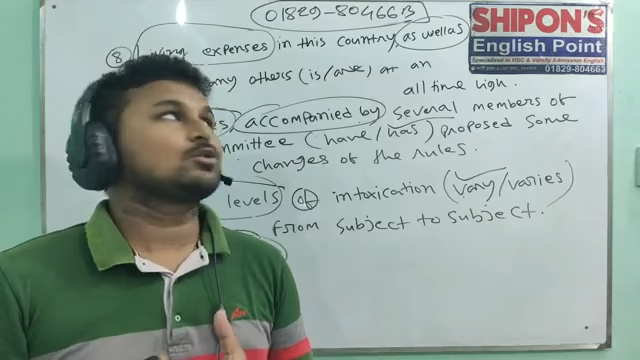 01829-804663
SHIPON'S
English Point
Specialized in HSC & Varsity Admission English
01829-804663
8. Living expenses in this country, as well as
many others (is/are) at an
all time high.
accompanied by several members of
(have/has) proposed some
changes of the rules.
levels of intoxication (vary/varies)
From subject to subject.